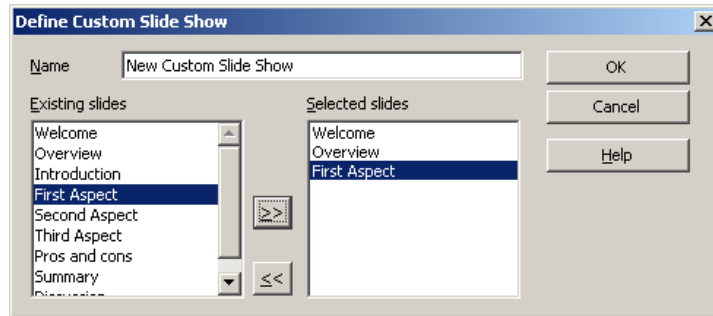 Define Custom Slide Show
Name
New Custom Slide Show
OK
Existing slides
Selected slides
Cancel
Welcome
Overview
Introduction
First Aspect
Second Aspect
Third Aspect
Pros and cons
Summary
Welcome
Overview
First Aspect
Help
>>
<<